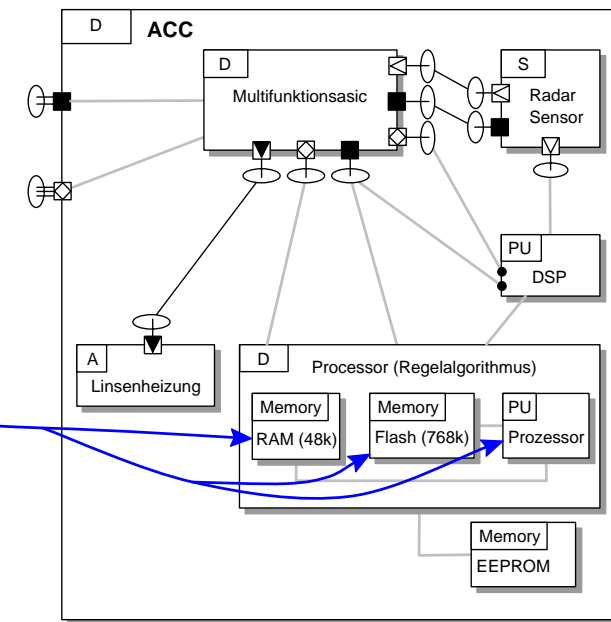 D
ACC
D
Multifunktionsasic
S
Radar
Sensor
PU
DSP
A
Linsenheizung
D
Processor (Regelalgorithmus)
Memory
RAM (48k)
Memory
Flash (768k)
PU
Prozessor
Memory
EEPROM